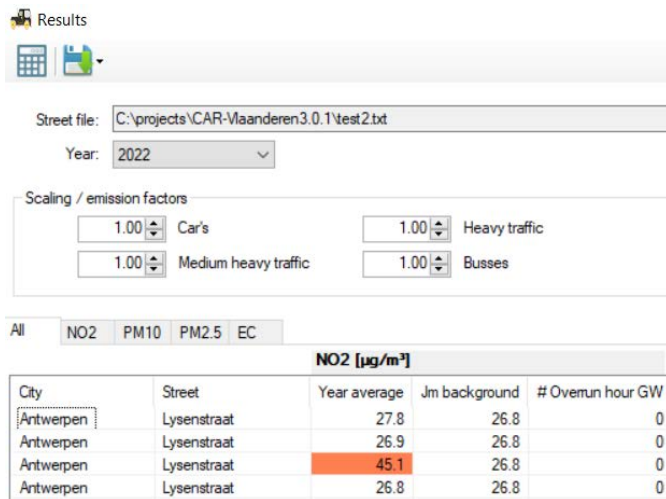 Results
Street file: C:\projects\CAR-Vlaanderen3.0.1\test2.txt
Year: 2022
Scaling / emission factors
1.00 Car's 1.00 Heavy traffic
1.00 Medium heavy traffic 1.00 Busses
All NO2 PM10 PM2.5 EC
NO2 [µg/m³]
City Street Year average Jm background # Overrun hour GW
Antwerpen Lysenstraat 27.8 26.8 0
Antwerpen Lysenstraat 26.9 26.8 0
Antwerpen Lysenstraat 45.1 26.8 0
Antwerpen Lysenstraat 26.8 26.8 0